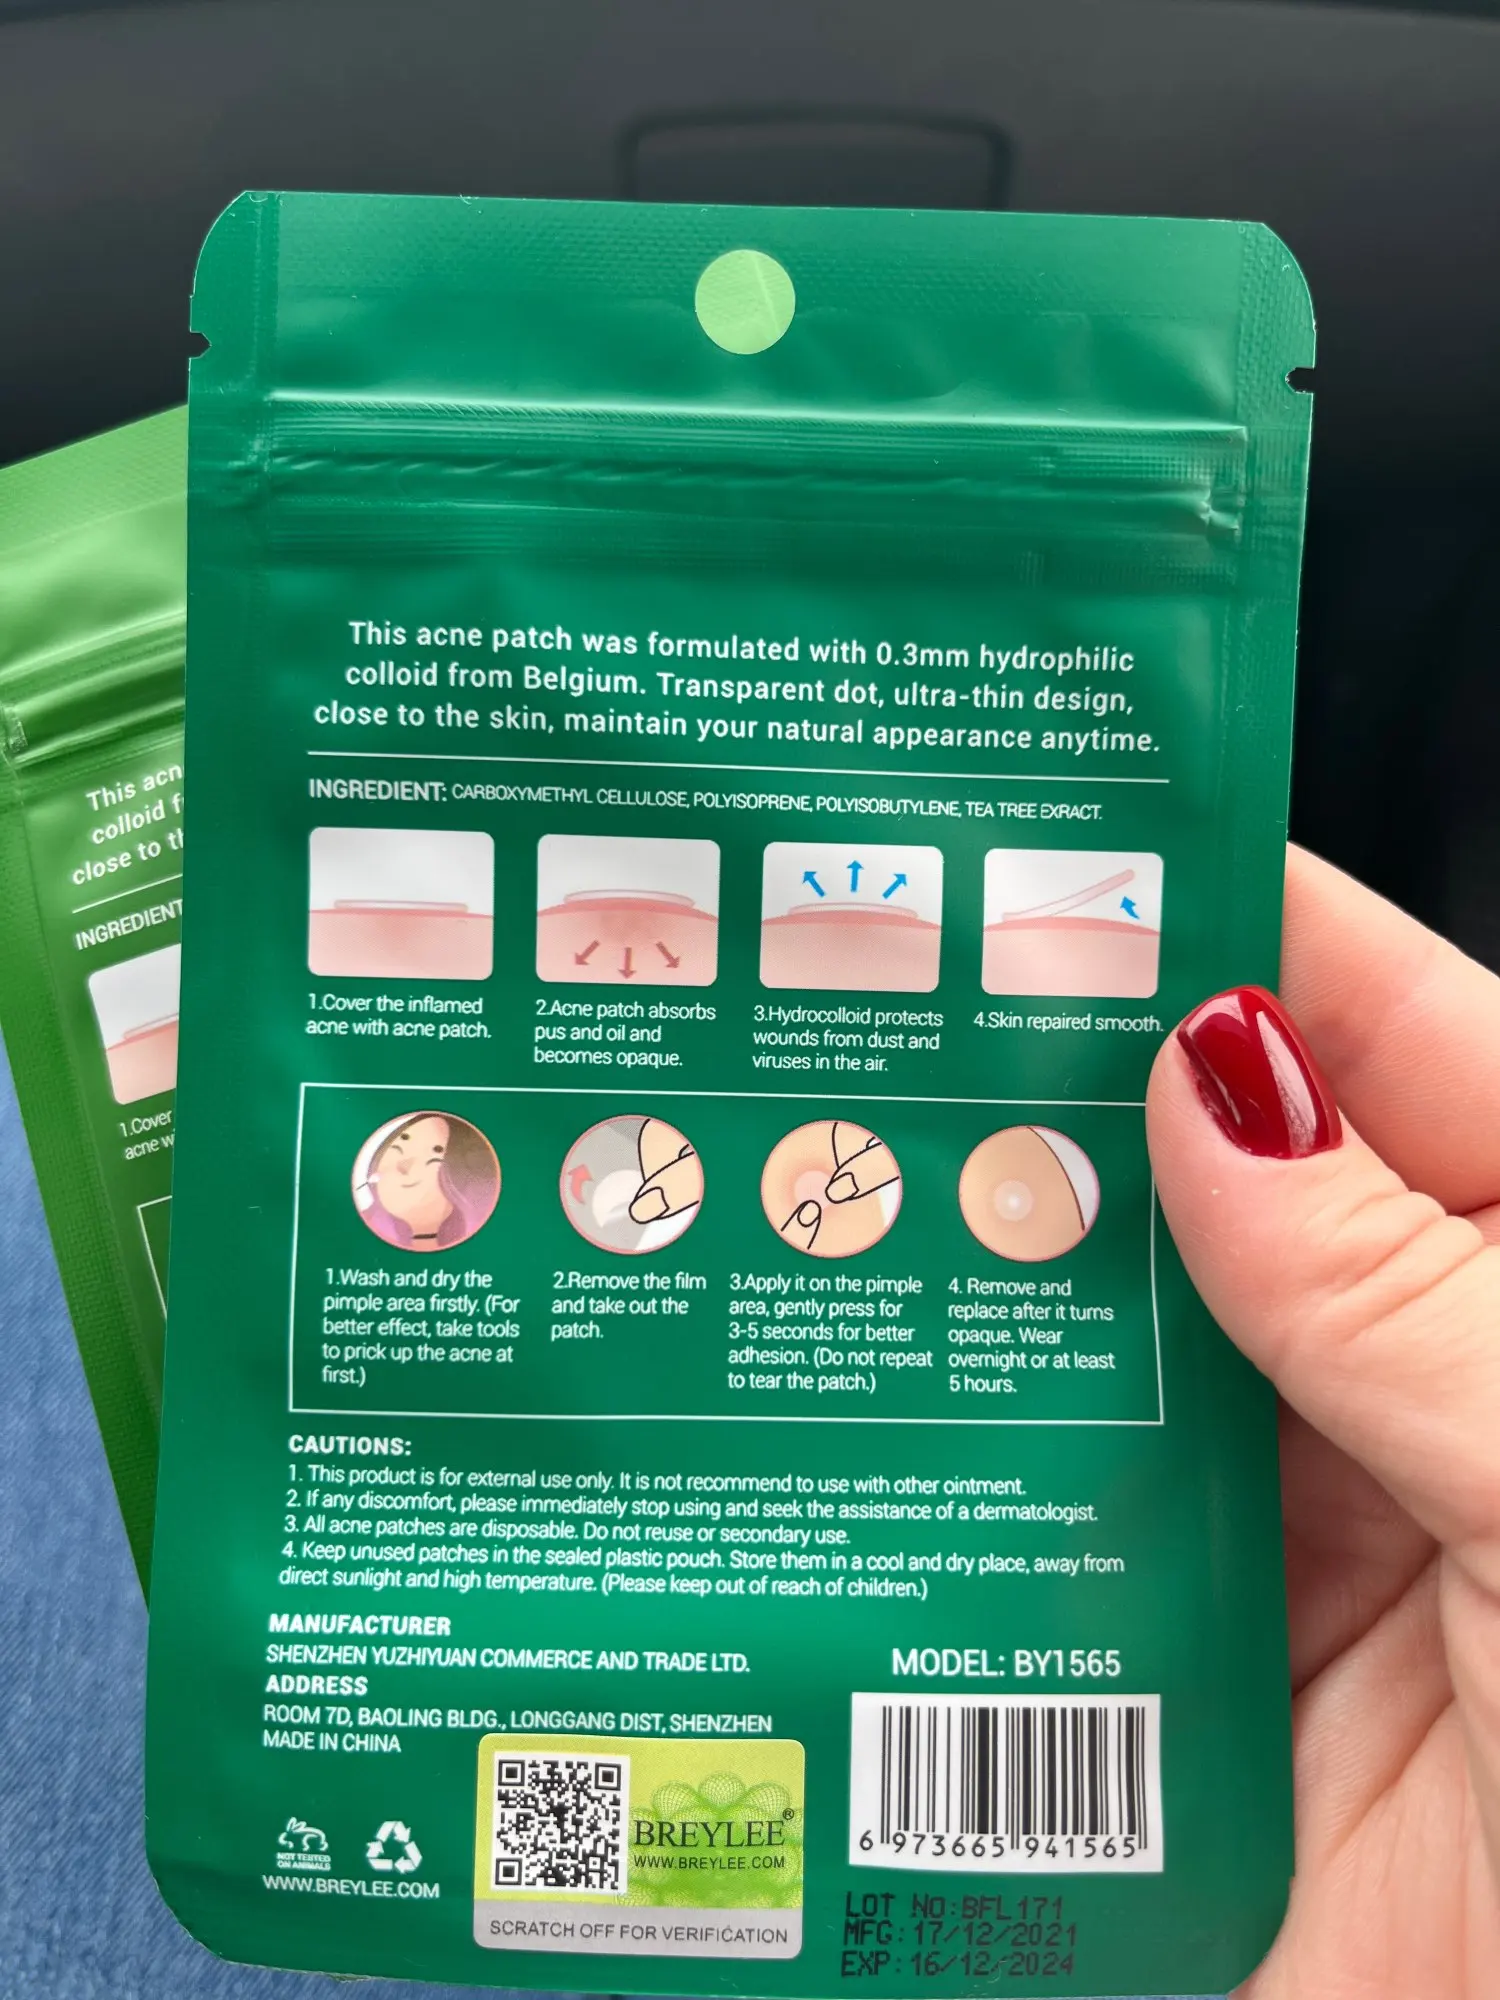 This acne patch was formulated with 0.3mm hydrophilic
colloid from Belgium. Transparent dot, ultra-thin design,
close to the skin, maintain your natural appearance anytime.
INGREDIENT: CARBOXYMETHYL CELLULOSE, POLYISOPRENE, POLYISOBUTYLENE, TEA TREE EXRACT.
1.Cover the inflamed
acne with acne patch.
2.Acne patch absorbs
pus and oil and
becomes opaque.
3.Hydrocolloid protects
wounds from dust and
viruses in the air.
4.Skin repaired smooth.
1.Wash and dry the
pimple area firstly. (For
better effect, take tools
to prick up the acne at
first.)
2.Remove the film
and take out the
patch.
3.Apply it on the pimple
area, gently press for
3-5 seconds for better
adhesion. (Do not repeat
to tear the patch.)
4. Remove and
replace after it turns
opaque. Wear
overnight or at least
5 hours.
CAUTIONS:
1. This product is for external use only. It is not recommend to use with other ointment.
2. If any discomfort, please immediately stop using and seek the assistance of a dermatologist.
3. All acne patches are disposable. Do not reuse or secondary use.
4. Keep unused patches in the sealed plastic pouch. Store them in a cool and dry place, away from
direct sunlight and high temperature. (Please keep out of reach of children.)
MANUFACTURER
SHENZHEN YUZHIYUAN COMMERCE AND TRADE LTD.
ADDRESS
ROOM 7D, BAOLING BLDG., LONGGANG DIST, SHENZHEN
MADE IN CHINA
NOT TESTED
ON ANIMALS
WWW.BREYLEE.COM
BREYLEE®
WWW.BREYLEE.COM
SCRATCH OFF FOR VERIFICATION
MODEL: BY1565
6 973665 941565
LOT NO:BFL171
MFG:17/12/2021
EXP:16/12/2024
This acn
colloid f
close to t
INGREDIENT
1.Cover
acne w